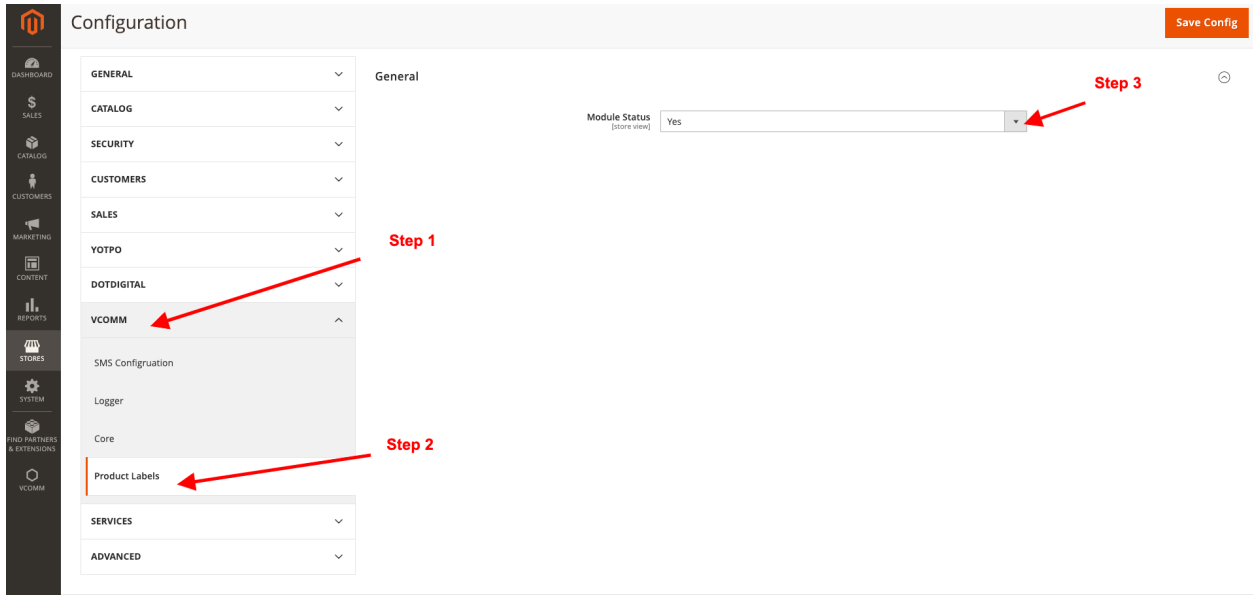 Configuration
Save Config
DASHBOARD
$
SALES
CATALOG
CUSTOMERS
MARKETING
CONTENT
REPORTS
STORES
SYSTEM
FIND PARTNERS
& EXTENSIONS
VCOMM
GENERAL
CATALOG
SECURITY
CUSTOMERS
SALES
YOTPO
DOTDIGITAL
VCOMM
SMS Configruation
Logger
Core
Product Labels
SERVICES
ADVANCED
Step 1
Step 2
General
Step 3
Module Status
[store view]
Yes